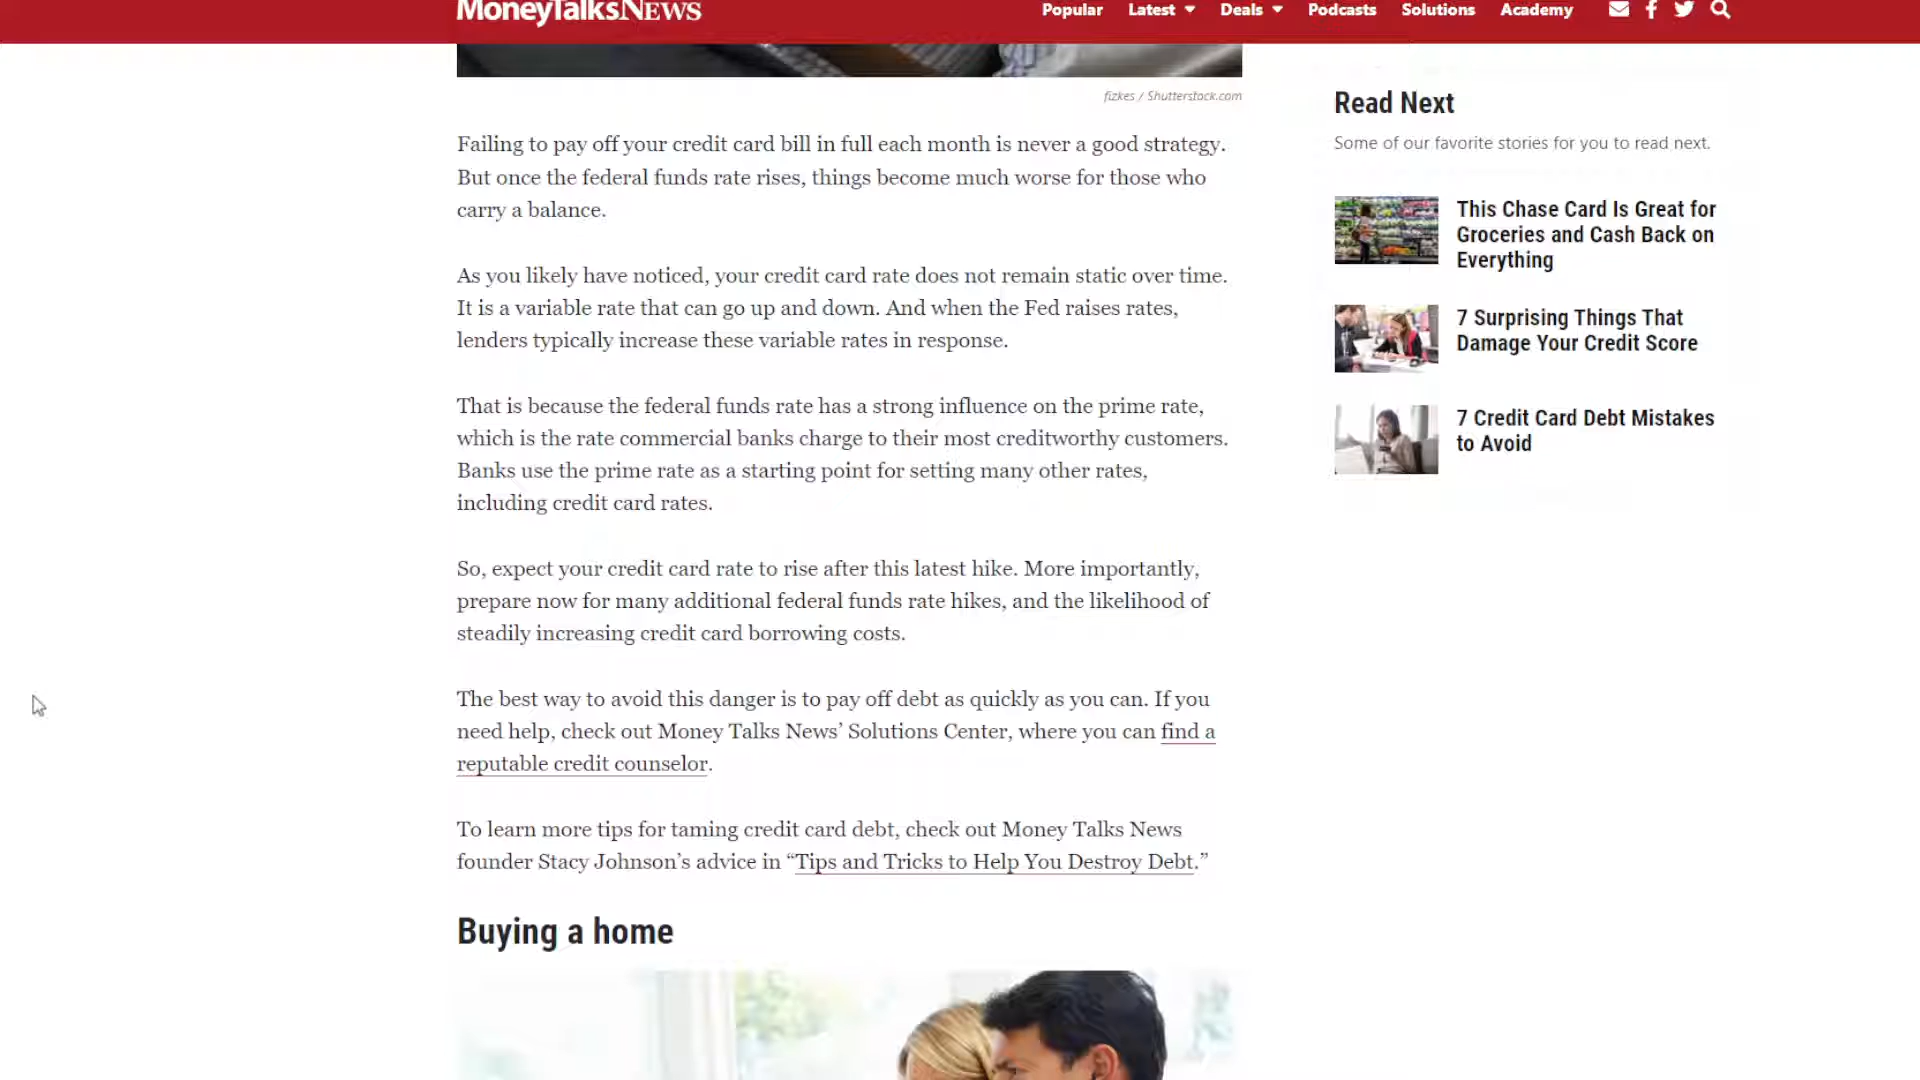 MoneyTalksNews
Popular
Latest
Deals
Podcasts
Solutions
Academy
fizkes / Shutterstock.com
Failing to pay off your credit card bill in full each month is never a good strategy.
But once the federal funds rate rises, things become much worse for those who
carry a balance.
As you likely have noticed, your credit card rate does not remain static over time.
It is a variable rate that can go up and down. And when the Fed raises rates,
lenders typically increase these variable rates in response.
That is because the federal funds rate has a strong influence on the prime rate,
which is the rate commercial banks charge to their most creditworthy customers.
Banks use the prime rate as a starting point for setting many other rates,
including credit card rates.
So, expect your credit card rate to rise after this latest hike. More importantly,
prepare now for many additional federal funds rate hikes, and the likelihood of
steadily increasing credit card borrowing costs.
The best way to avoid this danger is to pay off debt as quickly as you can. If you
need help, check out Money Talks News’ Solutions Center, where you can find a
reputable credit counselor.
To learn more tips for taming credit card debt, check out Money Talks News
founder Stacy Johnson’s advice in “Tips and Tricks to Help You Destroy Debt.”
Buying a home
Read Next
Some of our favorite stories for you to read next.
This Chase Card Is Great for
Groceries and Cash Back on
Everything
7 Surprising Things That
Damage Your Credit Score
7 Credit Card Debt Mistakes
to Avoid